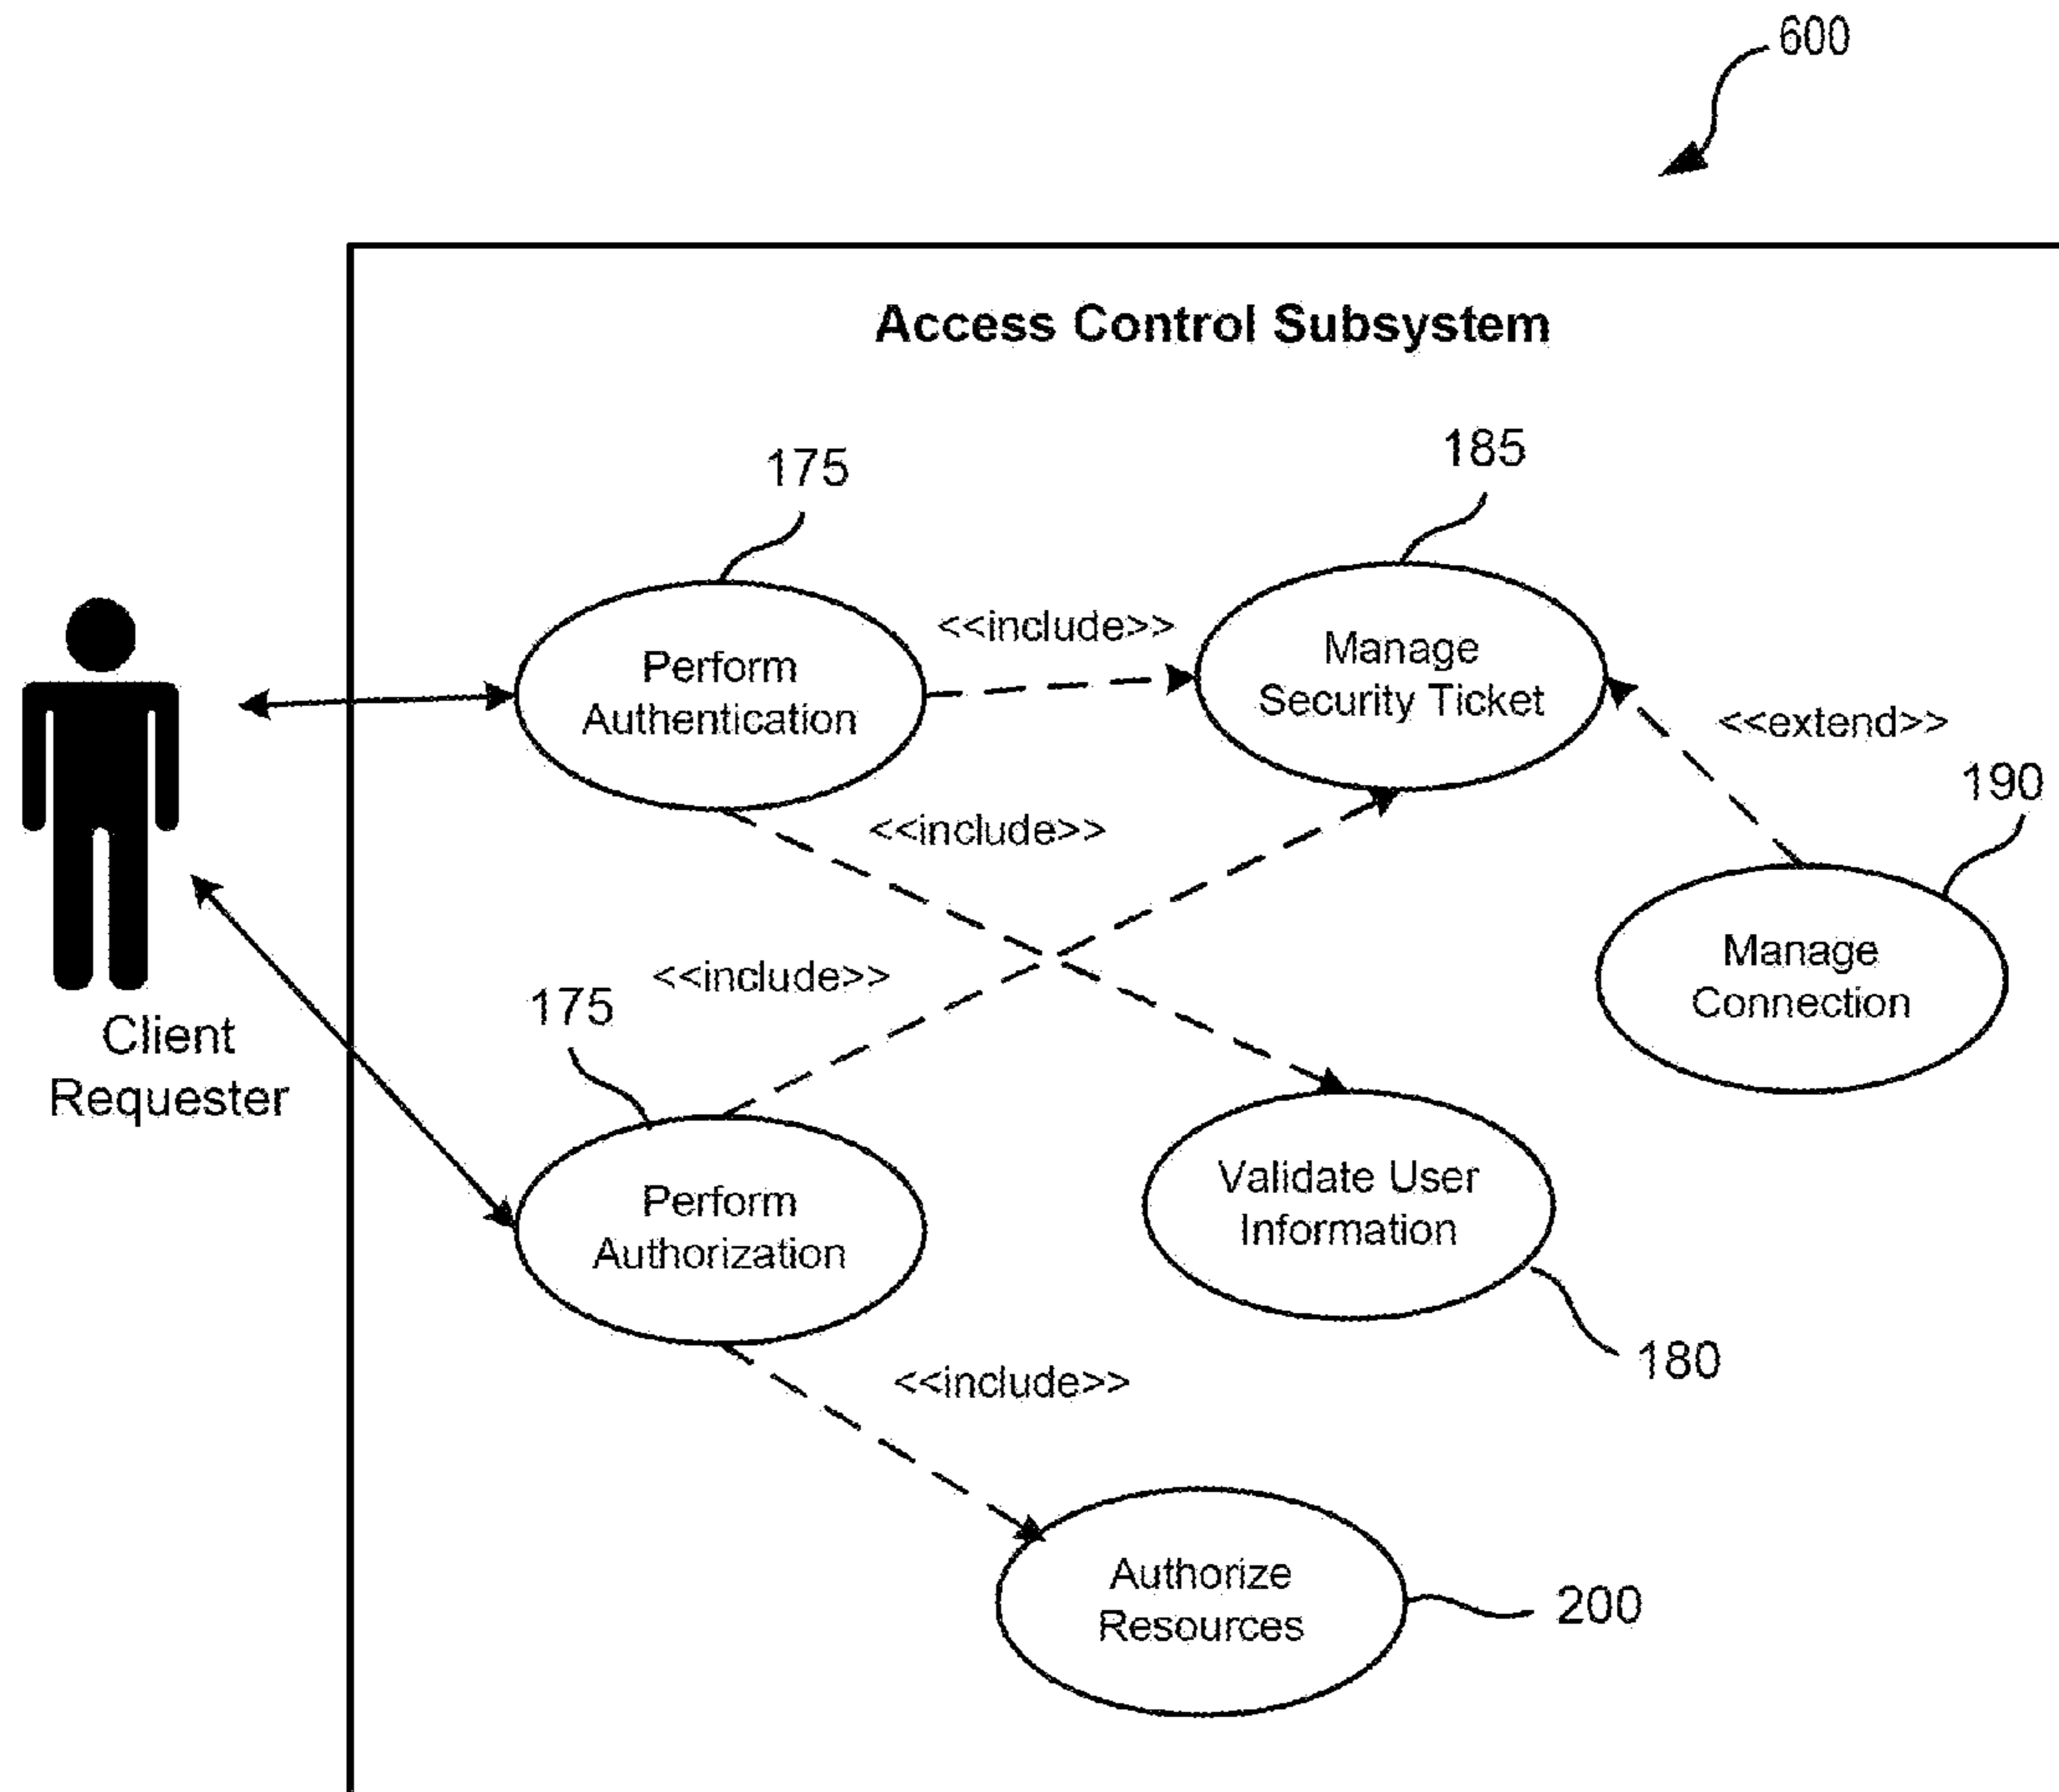 600
Access Control Subsystem
175
185
<<include>>
Perform
Authentication
Manage
Security Ticket
<<extend>>
190
<<include>>
Manage
Connection
<<include>>
175
Client
Requester
Perform
Authorization
Validate User
Information
180
<<include>>
Authorize
Resources
200